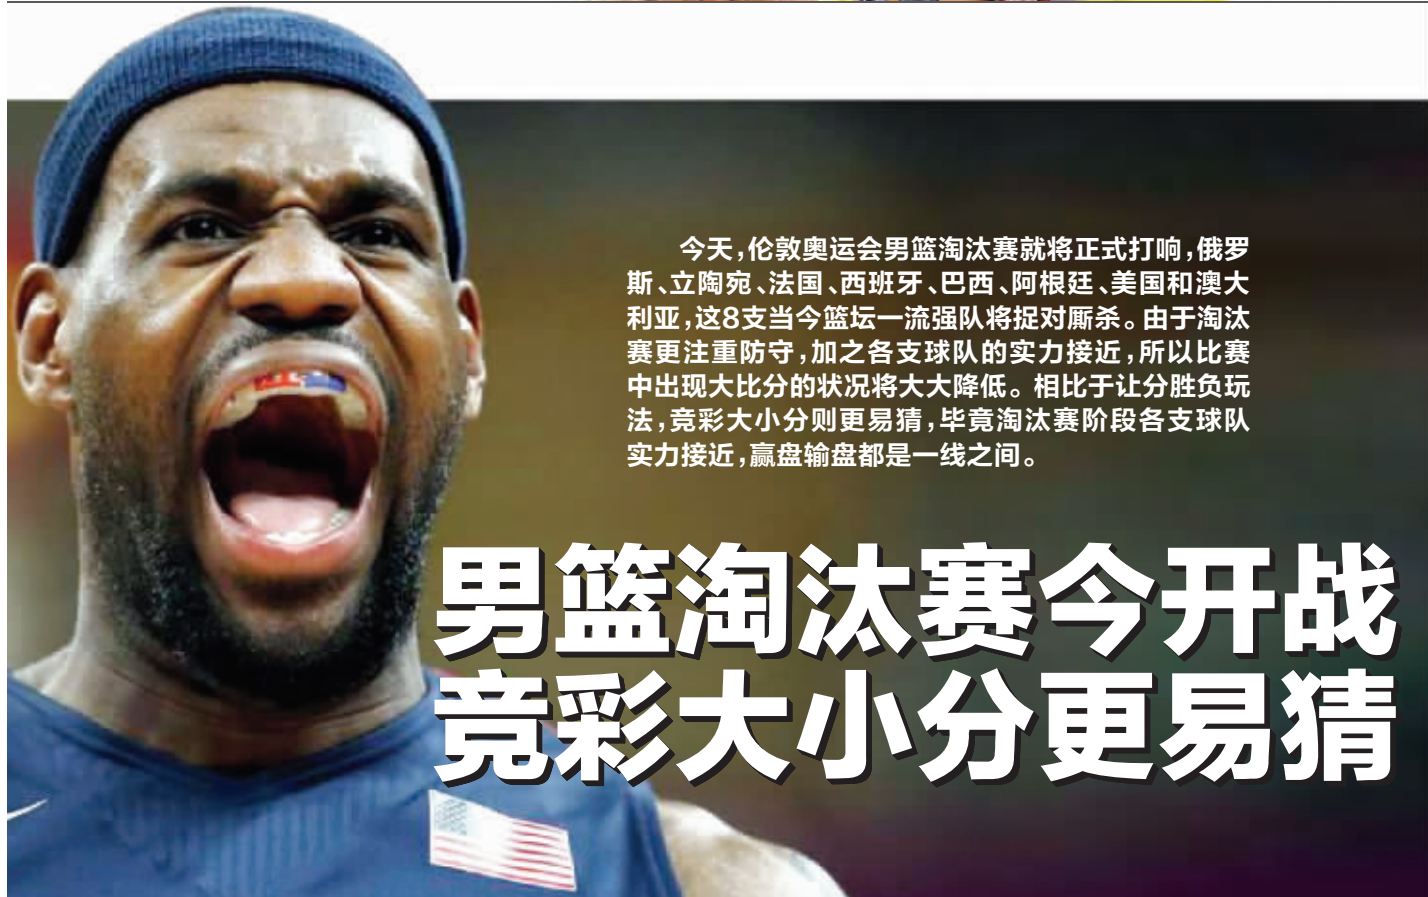 今天,伦敦奥运会男篮淘汰赛就将正式打响,俄罗
斯、立陶宛、法国、西班牙、巴西、阿根廷、美国和澳大
利亚,这8支当今篮坛一流强队将捉对厮杀。由于淘汰
赛更注重防守,加之各支球队的实力接近,所以比赛
中出现大比分的状况将大大降低。相比于让分胜负玩
法,竞彩大小分则更易猜,毕竟淘汰赛阶段各支球队
实力接近,赢盘输盘都是一线之间。
男篮淘汰赛今开战
竞彩大小分更易猜